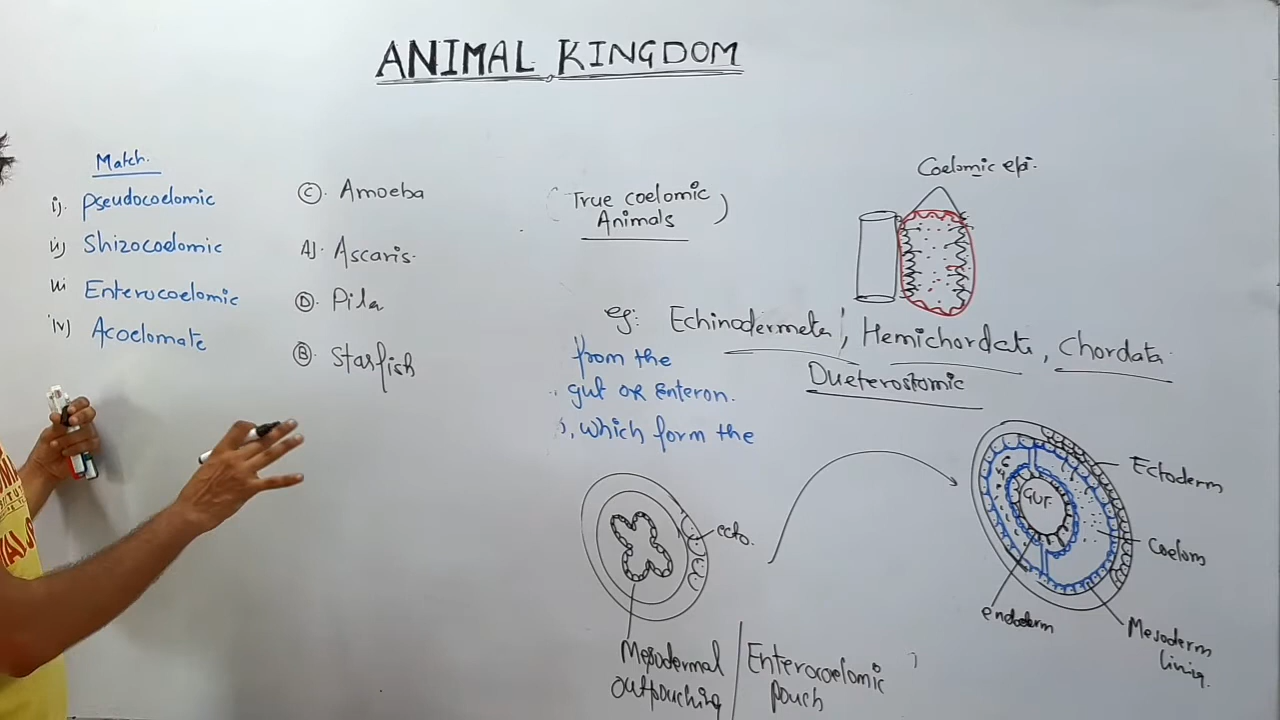 ANIMAL KINGDOM
Match.
i). Pseudocoelomic
ii) Shizocoelomic
iii Enterocoelomic
iv) Acoelomate
C. Amoeba
A). Ascaris.
D. Pila
B. Starfish
(True coelomic
Animals)
Coelomic epi.
eg: Echinodermeta, Hemichordata, Chordata.
Dueterostomic
from the
gut or Enteron.
s, which form the
ecto.
Mesodermal
outpouching
Enterocoelomic
pouch
GUT
Ectoderm
Coelom
endoderm
Mesoderm
lining.